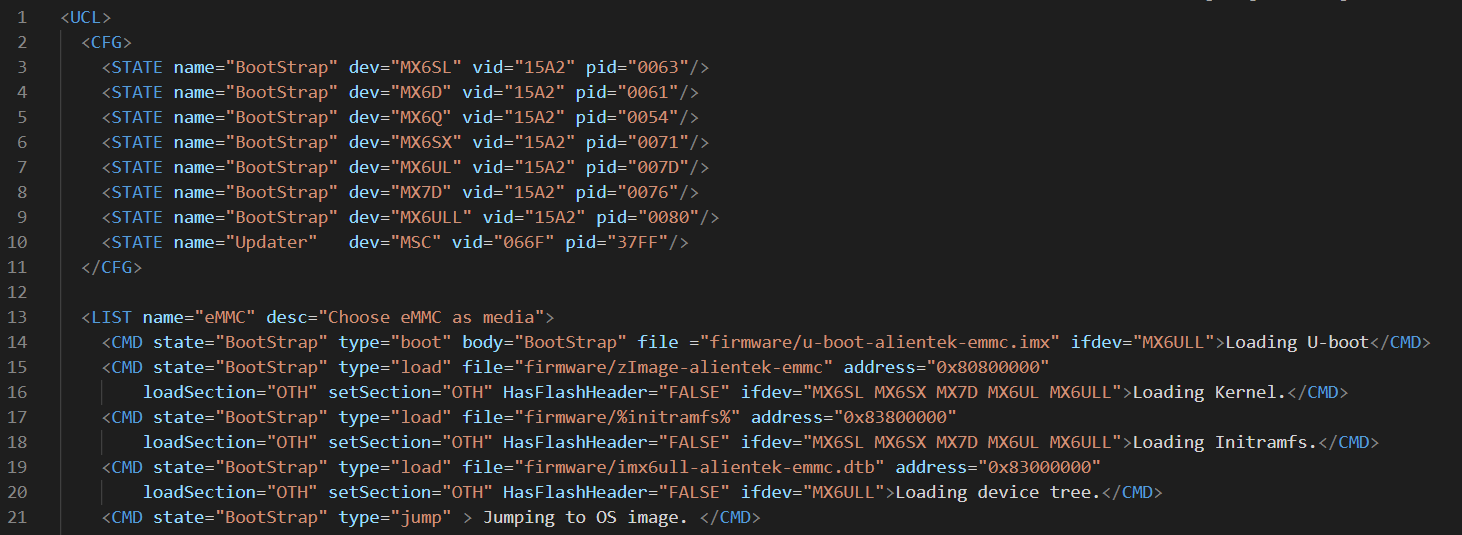 1 <UCL>
2 <CFG>
3 <STATE name="BootStrap" dev="MX6SL" vid="15A2" pid="0063"/>
4 <STATE name="BootStrap" dev="MX6D" vid="15A2" pid="0061"/>
5 <STATE name="BootStrap" dev="MX6Q" vid="15A2" pid="0054"/>
6 <STATE name="BootStrap" dev="MX6SX" vid="15A2" pid="0071"/>
7 <STATE name="BootStrap" dev="MX6UL" vid="15A2" pid="007D"/>
8 <STATE name="BootStrap" dev="MX7D" vid="15A2" pid="0076"/>
9 <STATE name="BootStrap" dev="MX6ULL" vid="15A2" pid="0080"/>
10 <STATE name="Updater"   dev="MSC" vid="066F" pid="37FF"/>
11 </CFG>
12
13 <LIST name="eMMC" desc="Choose eMMC as media">
14 <CMD state="BootStrap" type="boot" body="BootStrap" file ="firmware/u-boot-alientek-emmc.imx" ifdev="MX6ULL">Loading U-boot</CMD>
15 <CMD state="BootStrap" type="load" file="firmware/zImage-alientek-emmc" address="0x80800000"
16 loadSection="OTH" setSection="OTH" HasFlashHeader="FALSE" ifdev="MX6SL MX6SX MX7D MX6UL MX6ULL">Loading Kernel.</CMD>
17 <CMD state="BootStrap" type="load" file="firmware/%initramfs%" address="0x83800000"
18 loadSection="OTH" setSection="OTH" HasFlashHeader="FALSE" ifdev="MX6SL MX6SX MX7D MX6UL MX6ULL">Loading Initramfs.</CMD>
19 <CMD state="BootStrap" type="load" file="firmware/imx6ull-alientek-emmc.dtb" address="0x83000000"
20 loadSection="OTH" setSection="OTH" HasFlashHeader="FALSE" ifdev="MX6ULL">Loading device tree.</CMD>
21 <CMD state="BootStrap" type="jump" > Jumping to OS image. </CMD>